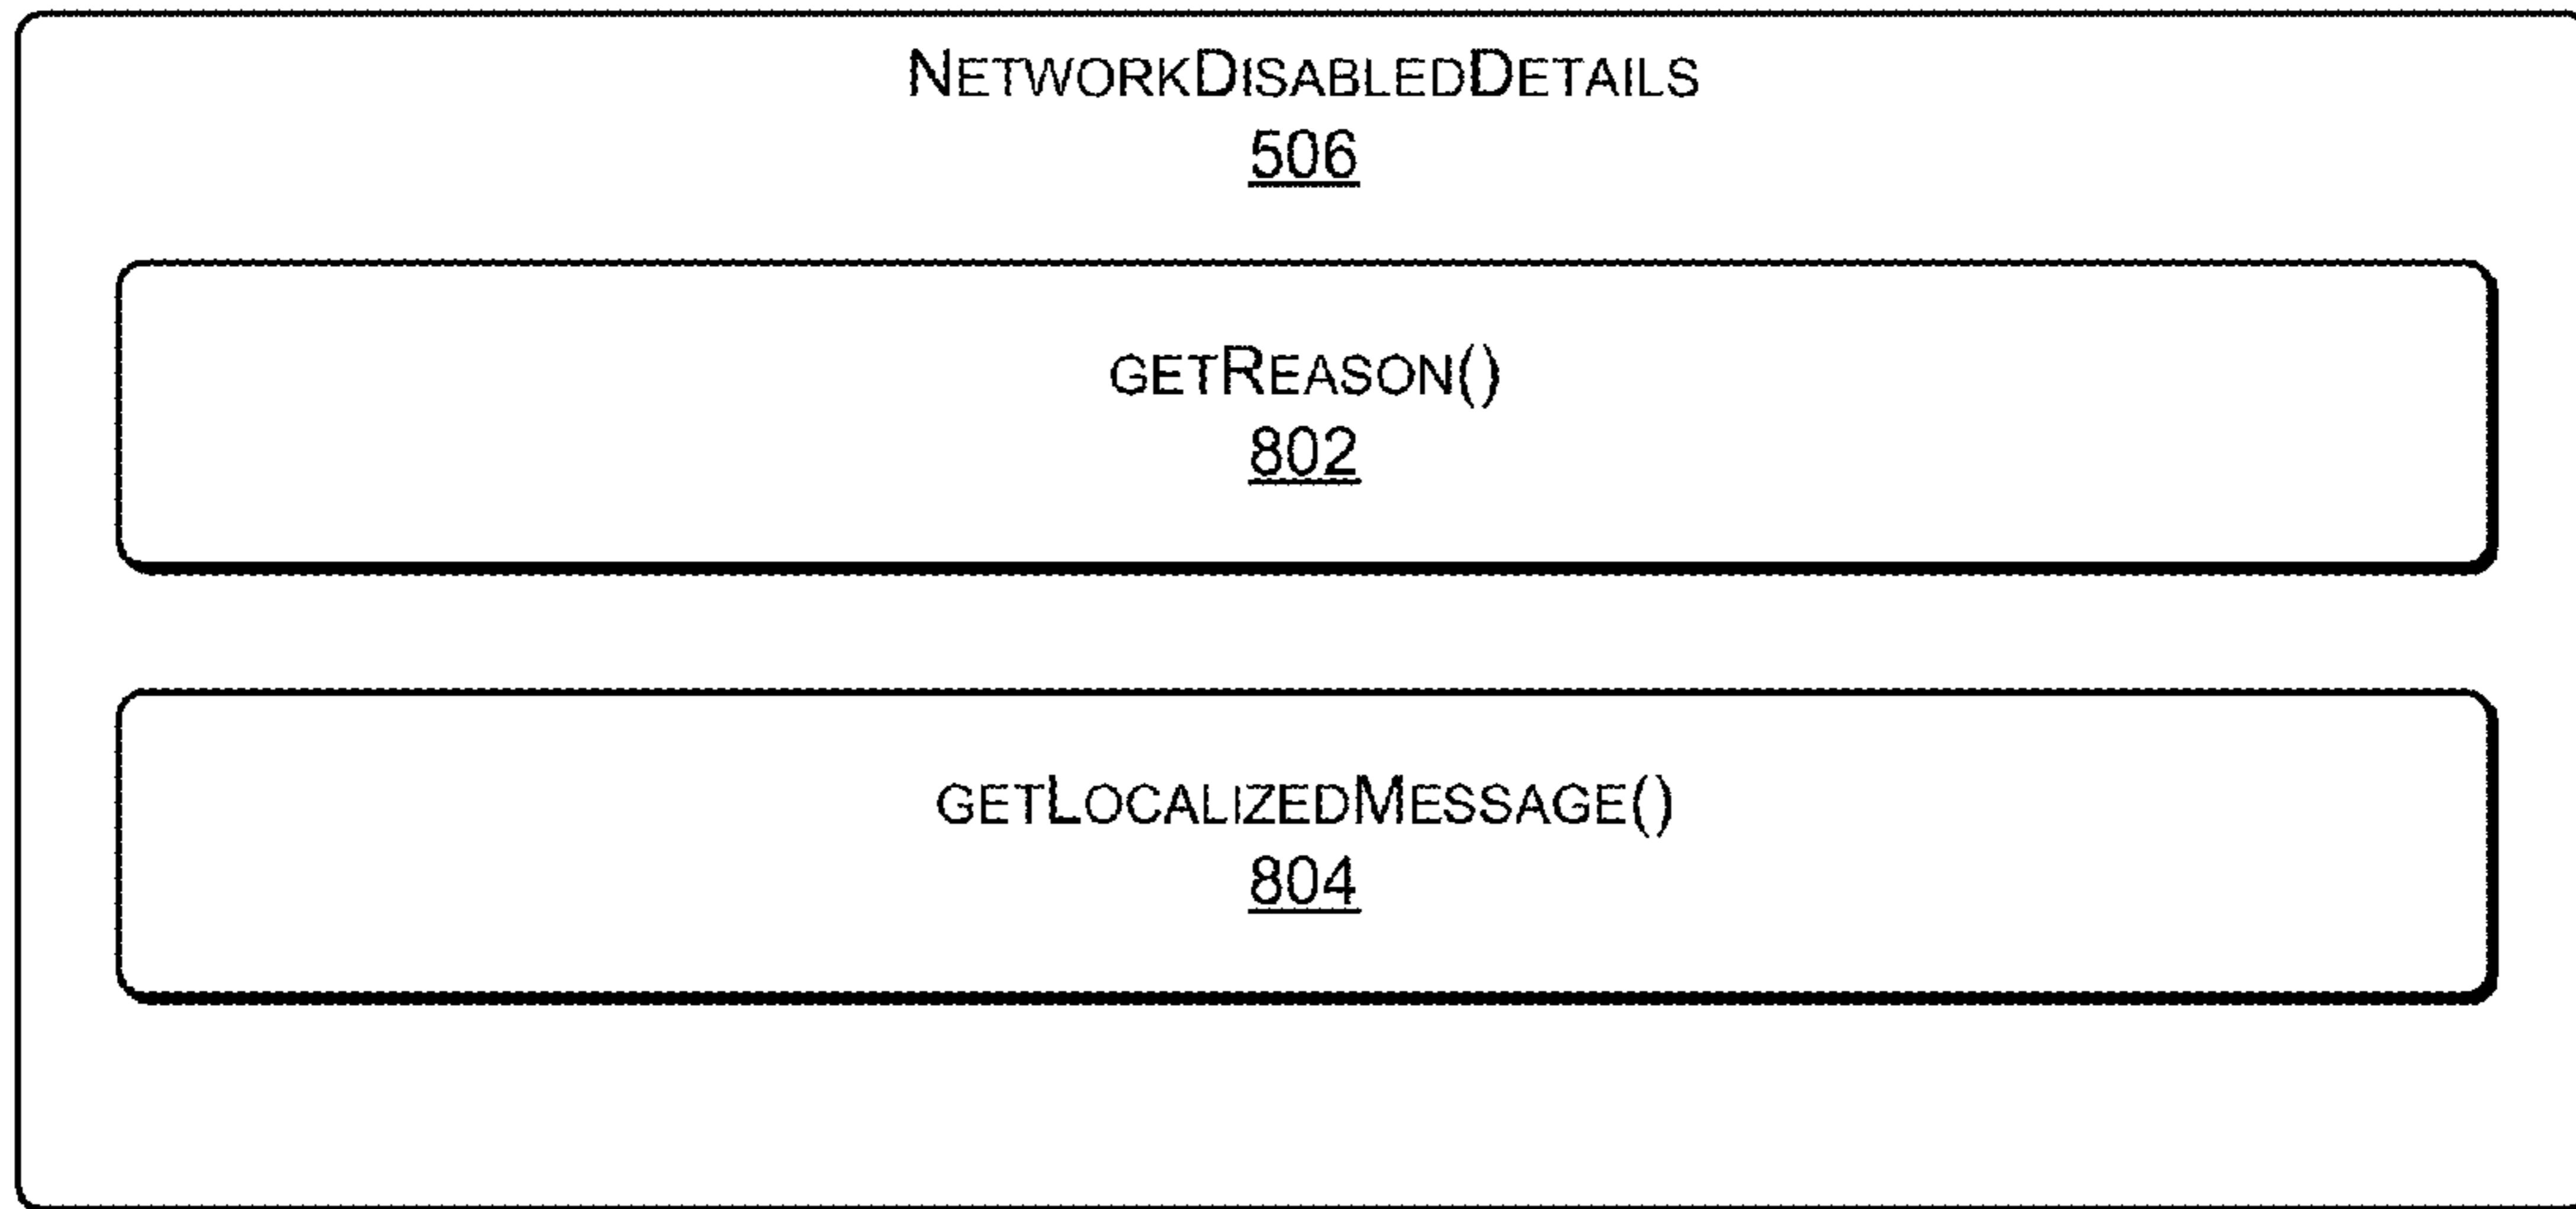 NETWORKDISABLEDDETAILS
506
GETREASON()
802
GETLOCALIZEDMESSAGE()
804